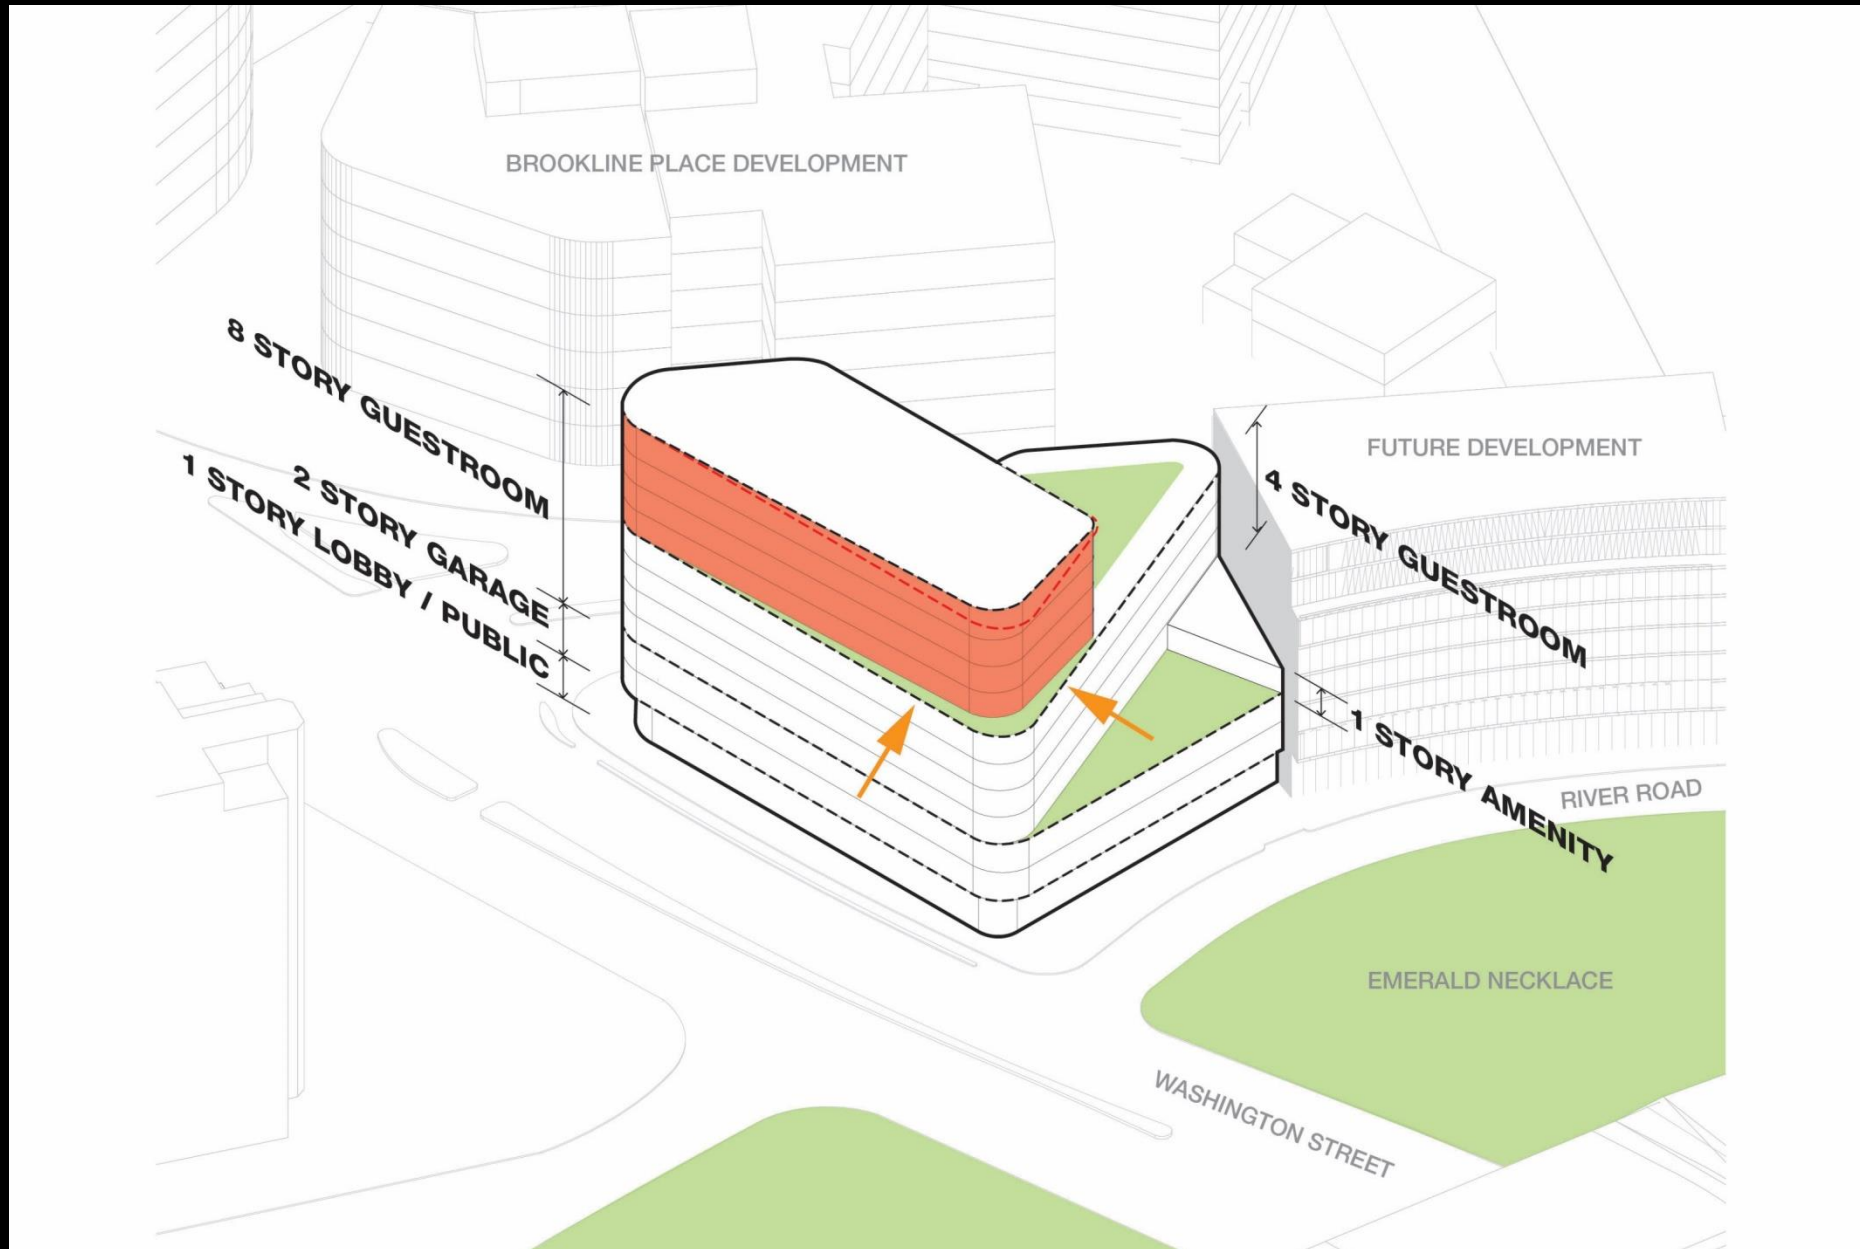 BROOKLINE PLACE DEVELOPMENT
8 STORY GUESTROOM
2 STORY GARAGE
1 STORY LOBBY / PUBLIC
FUTURE DEVELOPMENT
4 STORY GUESTROOM
1 STORY AMENITY
RIVER ROAD
EMERALD NECKLACE
WASHINGTON STREET